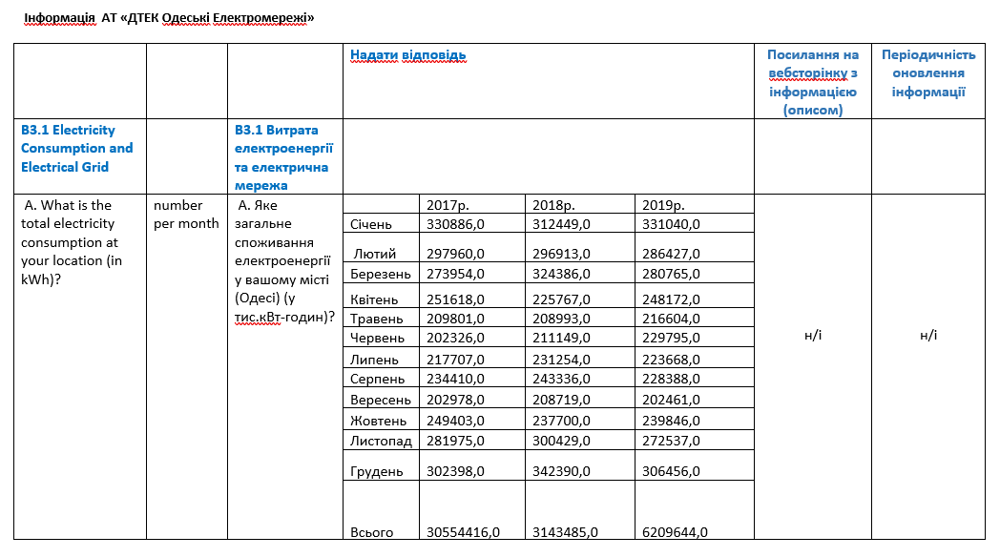 Інформація АТ «ДТЕК Одеські Електромережі»
Надати відповідь
Посилання на
вебсторінку з
інформацією
(описом)
Періодичність
оновлення
інформації
B3.1 Electricity
Consumption and
Electrical Grid
B3.1 Витрата
електроенергії
та електрична
мережа
A. What is the
total electricity
consumption at
your location (in
kWh)?
number
per month
А. Яке
загальне
споживання
електроенергії
у вашому місті
(Одесі) (у
тис.кВт-годин)?
2017р. 2018р. 2019р.
Січень 330886,0 312449,0 331040,0
Лютий 297960,0 296913,0 286427,0
Березень 273954,0 324386,0 280765,0
Квітень 251618,0 225767,0 248172,0
Травень 209801,0 208993,0 216604,0
Червень 202326,0 211149,0 229795,0
Липень 217707,0 231254,0 223668,0
Серпень 234410,0 243336,0 228388,0
Вересень 202978,0 208719,0 202461,0
Жовтень 249403,0 237700,0 239846,0
Листопад 281975,0 300429,0 272537,0
Грудень 302398,0 342390,0 306456,0
Всього 30554416,0 3143485,0 6209644,0
н/і
н/і